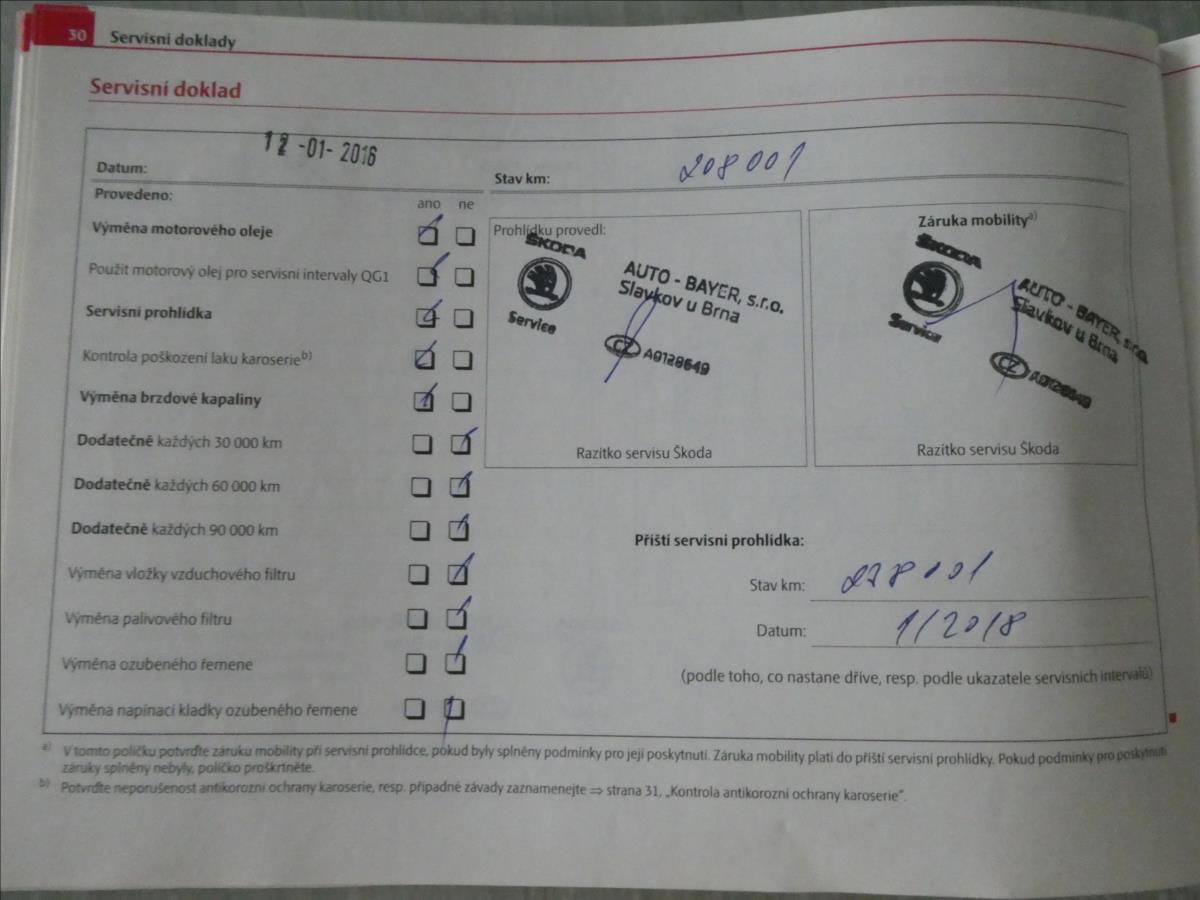 30 Servisní doklady
Servisní doklad
Datum: 12 -01- 2016
Stav km: 208 001
Provedeno:
ano ne
Výměna motorového oleje
Použit motorový olej pro servisní intervaly QG1
Servisní prohlídka
Kontrola poškození laku karoserie b)
Výměna brzdové kapaliny
Dodatečně každých 30 000 km
Dodatečně každých 60 000 km
Dodatečně každých 90 000 km
Výměna vložky vzduchového filtru
Výměna palivového filtru
Výměna ozubeného řemene
Výměna napínací kladky ozubeného řemene
Prohlídku provedl:
ŠKODA
Service
AUTO - BAYER, s.r.o.
Slavkov u Brna
CZ A0128649
Razítko servisu Škoda
Záruka mobility a)
ŠKODA
Service
AUTO - BAYER, s.r.o.
Slavkov u Brna
CZ A0128649
Razítko servisu Škoda
Příští servisní prohlídka:
Stav km:
Datum: 1/2018
(podle toho, co nastane dříve, resp. podle ukazatele servisních intervalů)
a) V tomto políčku potvrďte záruku mobility při servisní prohlídce, pokud byly splněny podmínky pro její poskytnutí. Záruka mobility platí do příští servisní prohlídky. Pokud podmínky pro poskytnutí
záruky splněny nebyly, políčko proškrtněte.
b) Potvrďte neporušenost antikorozní ochrany karoserie, resp. případné závady zaznamenejte ⇒ strana 31, „Kontrola antikorozní ochrany karoserie“.